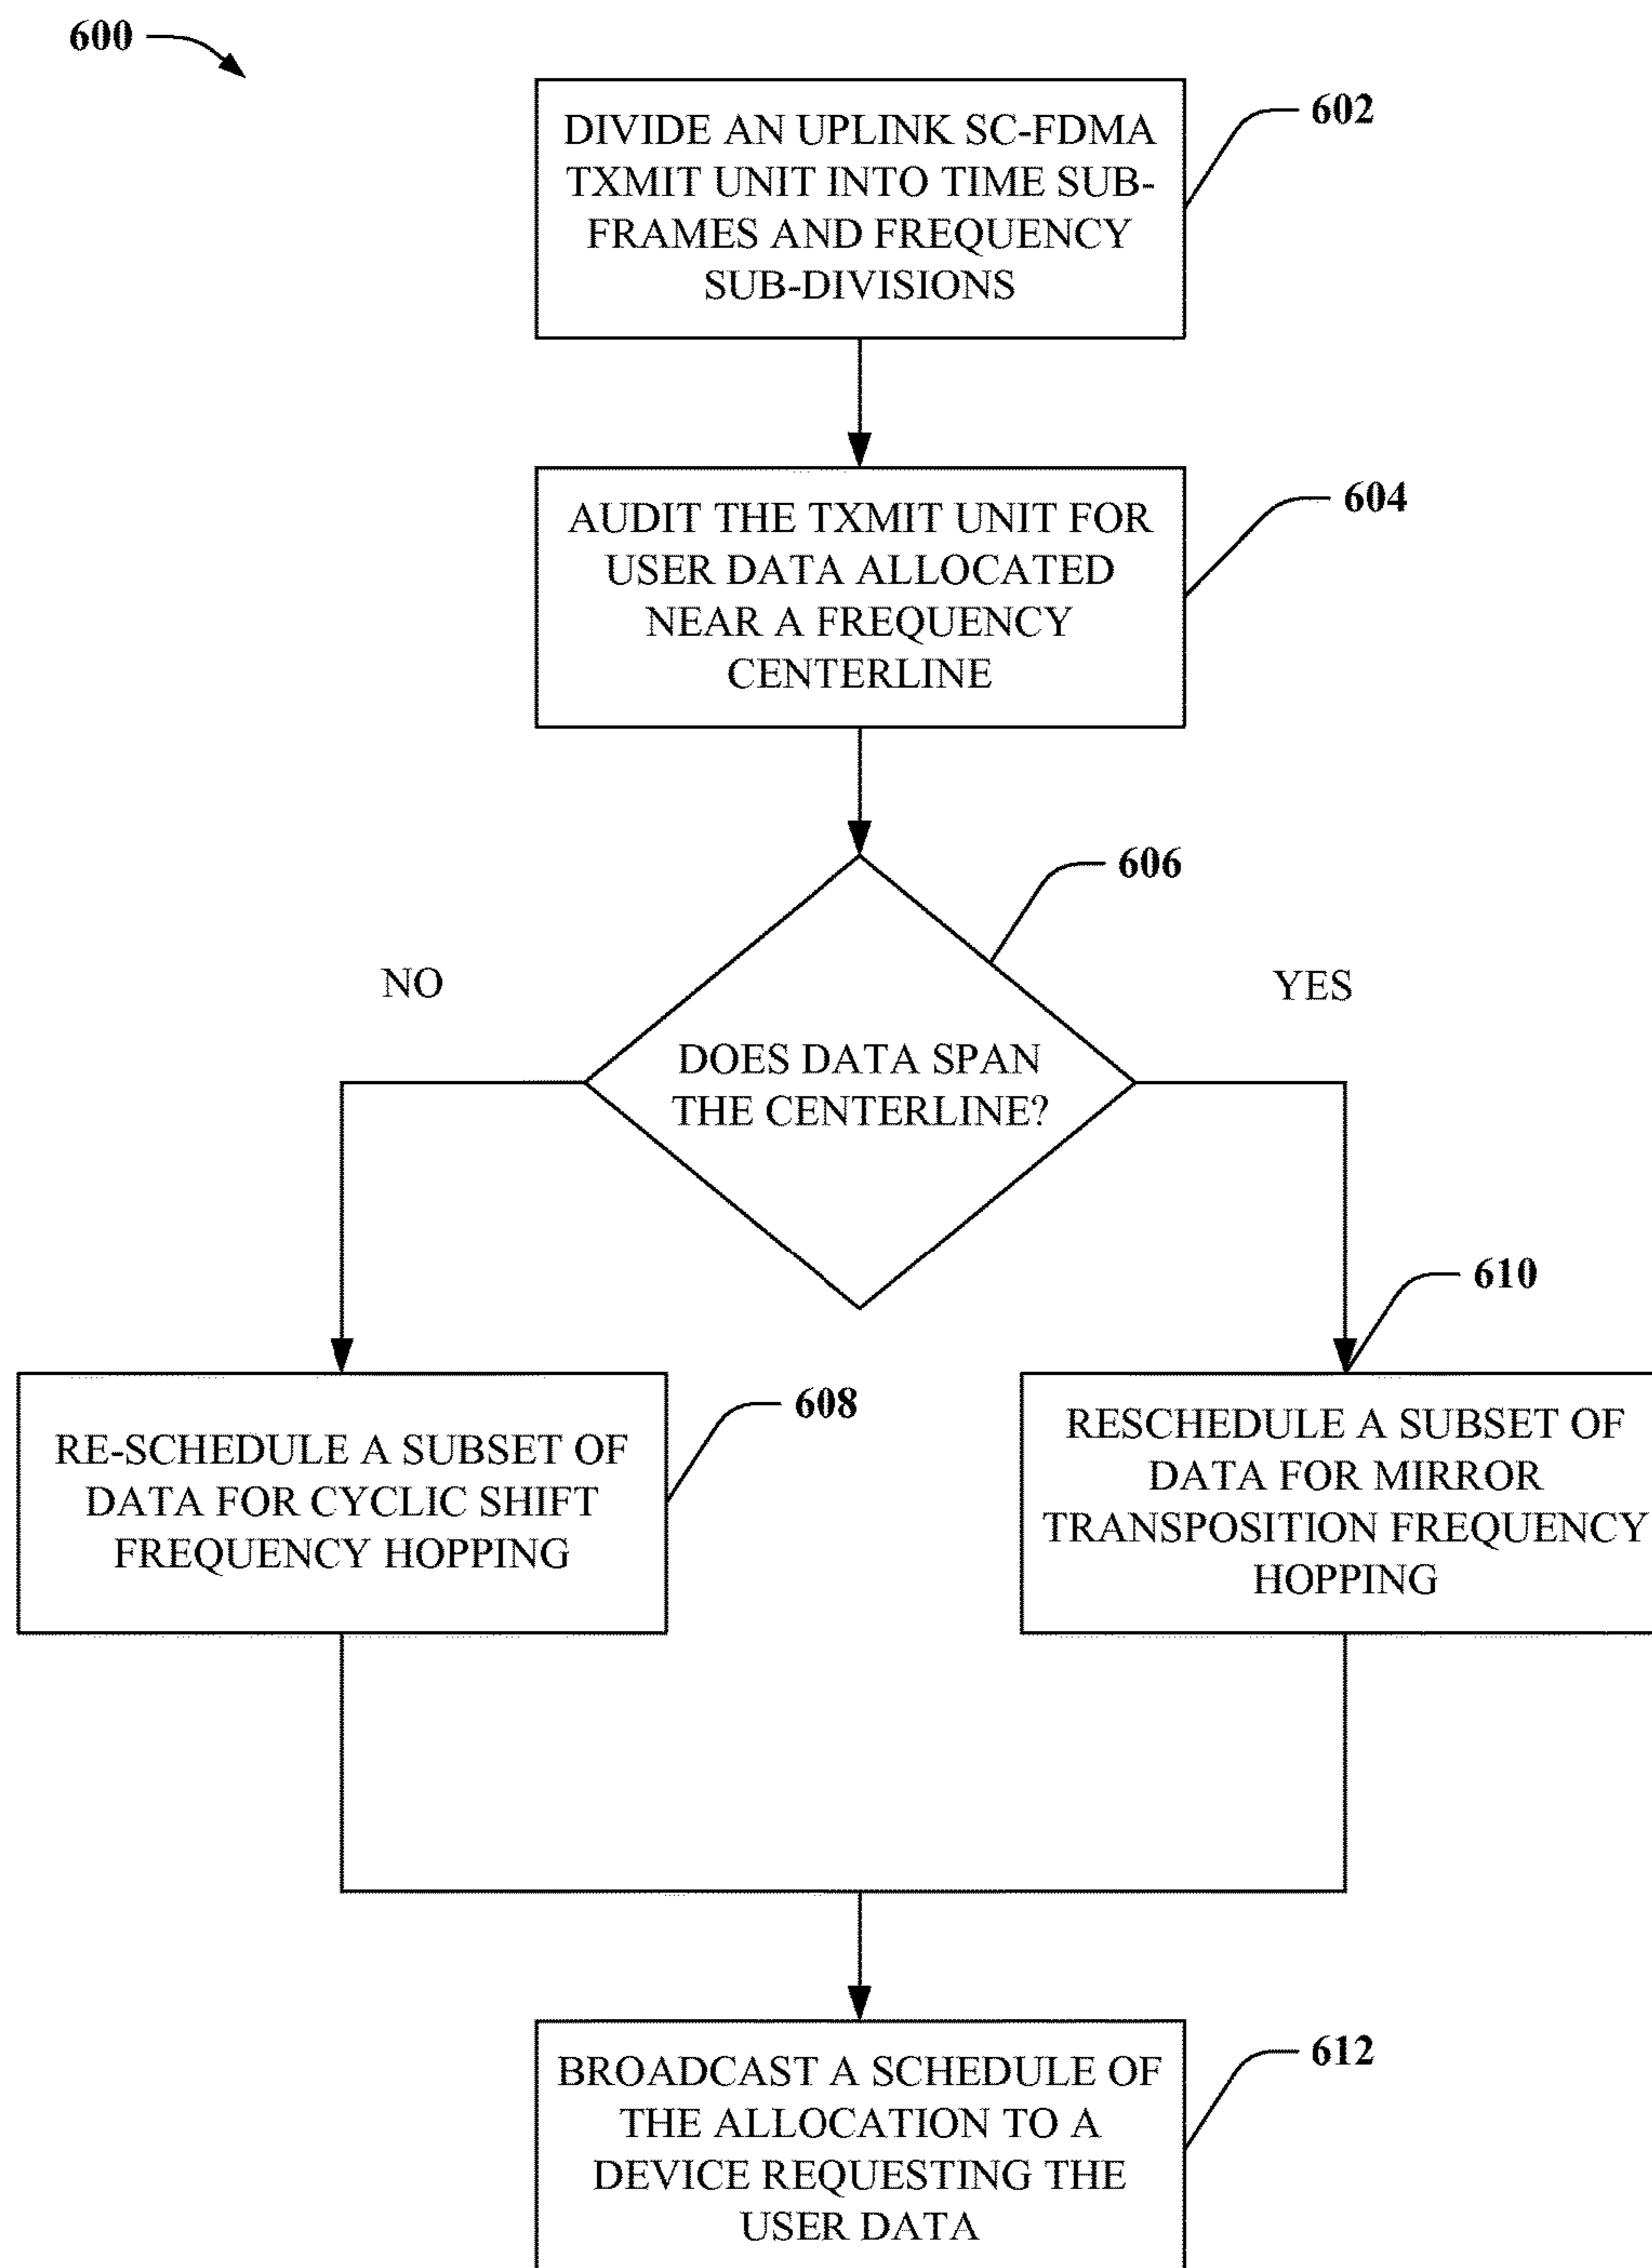 600
DIVIDE AN UPLINK SC-FDMA
TXMIT UNIT INTO TIME SUB-
FRAMES AND FREQUENCY
SUB-DIVISIONS
602
AUDIT THE TXMIT UNIT FOR
USER DATA ALLOCATED
NEAR A FREQUENCY
CENTERLINE
604
606
NO
YES
DOES DATA SPAN
THE CENTERLINE?
RE-SCHEDULE A SUBSET OF
DATA FOR CYCLIC SHIFT
FREQUENCY HOPPING
608
610
RESCHEDULE A SUBSET OF
DATA FOR MIRROR
TRANSPOSITION FREQUENCY
HOPPING
BROADCAST A SCHEDULE OF
THE ALLOCATION TO A
DEVICE REQUESTING THE
USER DATA
612